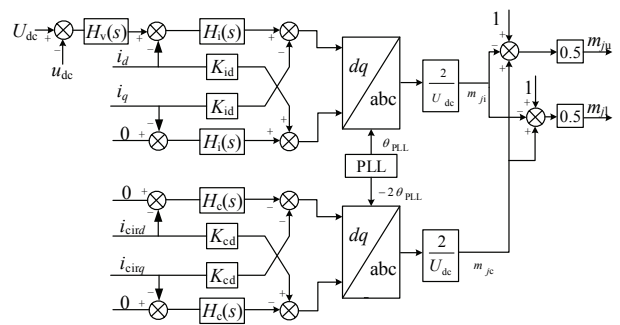 1
U_dc + − H_v(s) + − H_i(s) + − − + 0.5 m_ju
u_dc
i_d K_id dq/abc 2/U_dc m_ji 1
i_q K_id − + + 0.5 m_jl
0 + − H_i(s) + +
θ_PLL
PLL
−2θ_PLL
0 + − H_c(s) − −
i_cird K_cd dq/abc 2/U_dc m_jc
i_cirq K_cd
0 + − H_c(s) − +